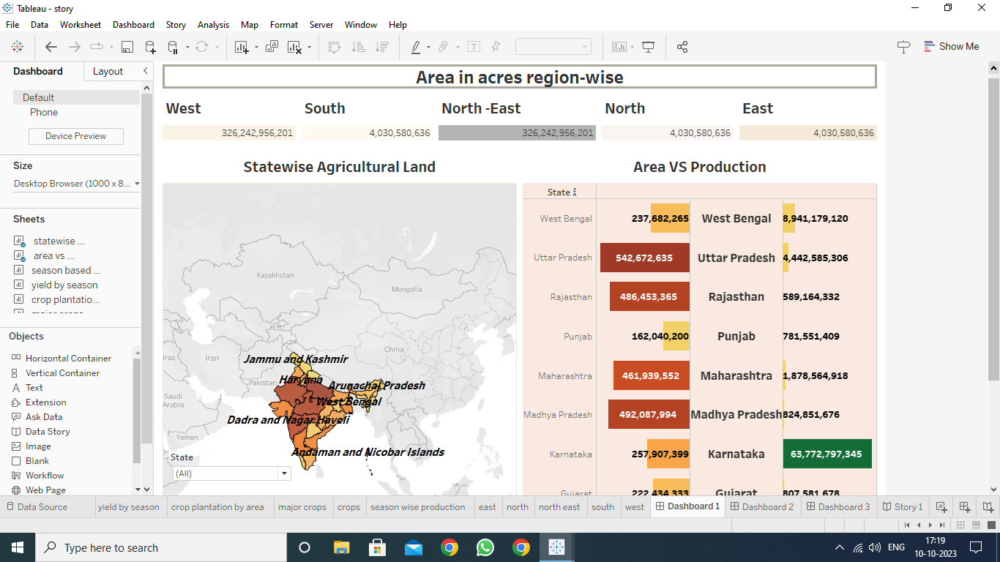 Tableau - story
File Data Worksheet Dashboard Story Analysis Map Format Server Window Help
Show Me
Dashboard Layout
Default
Phone
Device Preview
Size
Desktop Browser (1000 x 8...
Sheets
statewise ...
area vs ...
season based ...
yield by season
crop plantatio...
major crops
Objects
Horizontal Container
Vertical Container
Text
Extension
Ask Data
Data Story
Image
Blank
Workflow
Web Page
Area in acres region-wise
West South North -East North East
326,242,956,201 4,030,580,636 326,242,956,201 4,030,580,636 4,030,580,636
Statewise Agricultural Land
Kazakhstan
Mongolia
China
Iraq
Iran
Pakistan
Saudi
Arabia
Yemen
Jammu and Kashmir
Haryana
Arunachal Pradesh
West Bengal
Dadra and Nagar Haveli
Andaman and Nicobar Islands
State
(All)
Area VS Production
State
West Bengal 237,682,265 West Bengal 8,941,179,120
Uttar Pradesh 542,672,635 Uttar Pradesh 4,442,585,306
Rajasthan 486,453,365 Rajasthan 589,164,332
Punjab 162,040,200 Punjab 781,551,409
Maharashtra 461,939,552 Maharashtra 1,878,564,918
Madhya Pradesh 492,087,994 Madhya Pradesh 824,851,676
Karnataka 257,907,399 Karnataka 63,772,797,345
Gujarat 222,434,333 Gujarat 807,581,678
Data Source yield by season crop plantation by area major crops crops season wise production east north north east south west Dashboard 1 Dashboard 2 Dashboard 3 Story 1
Type here to search
ENG
17:19
10-10-2023